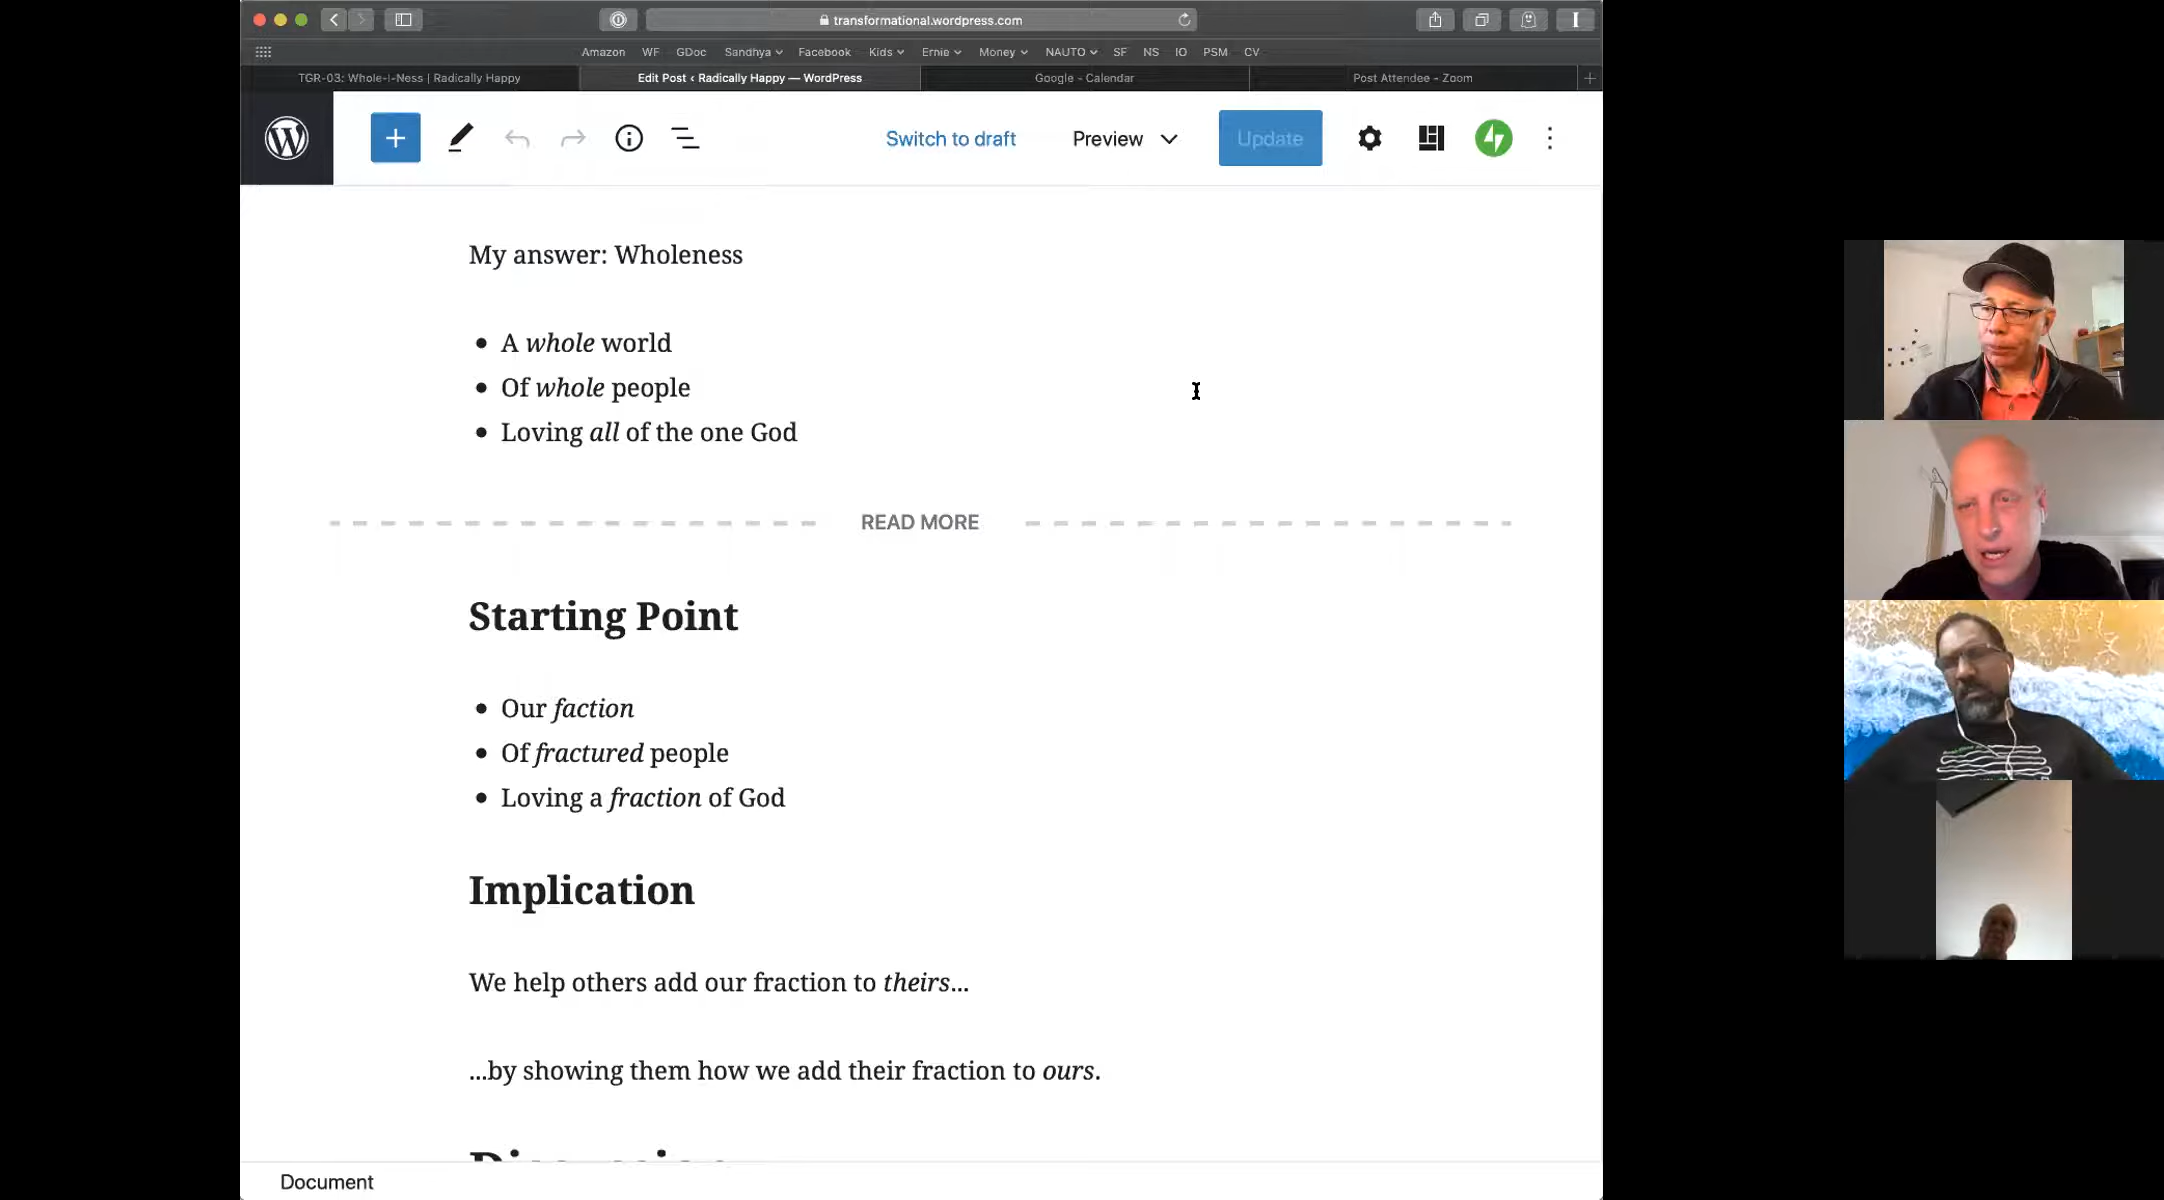 transformational.wordpress.com
Amazon WF GDoc Sandhya Facebook Kids Ernie Money NAUTO SF NS IO PSM CV
TGR-03: Whole-I-Ness | Radically Happy
Edit Post ‹ Radically Happy — WordPress
Google - Calendar
Post Attendee - Zoom
Switch to draft
Preview
Update
My answer: Wholeness
• A whole world
• Of whole people
• Loving all of the one God
READ MORE
Starting Point
• Our faction
• Of fractured people
• Loving a fraction of God
Implication
We help others add our fraction to theirs...
...by showing them how we add their fraction to ours.
Discussion
Document